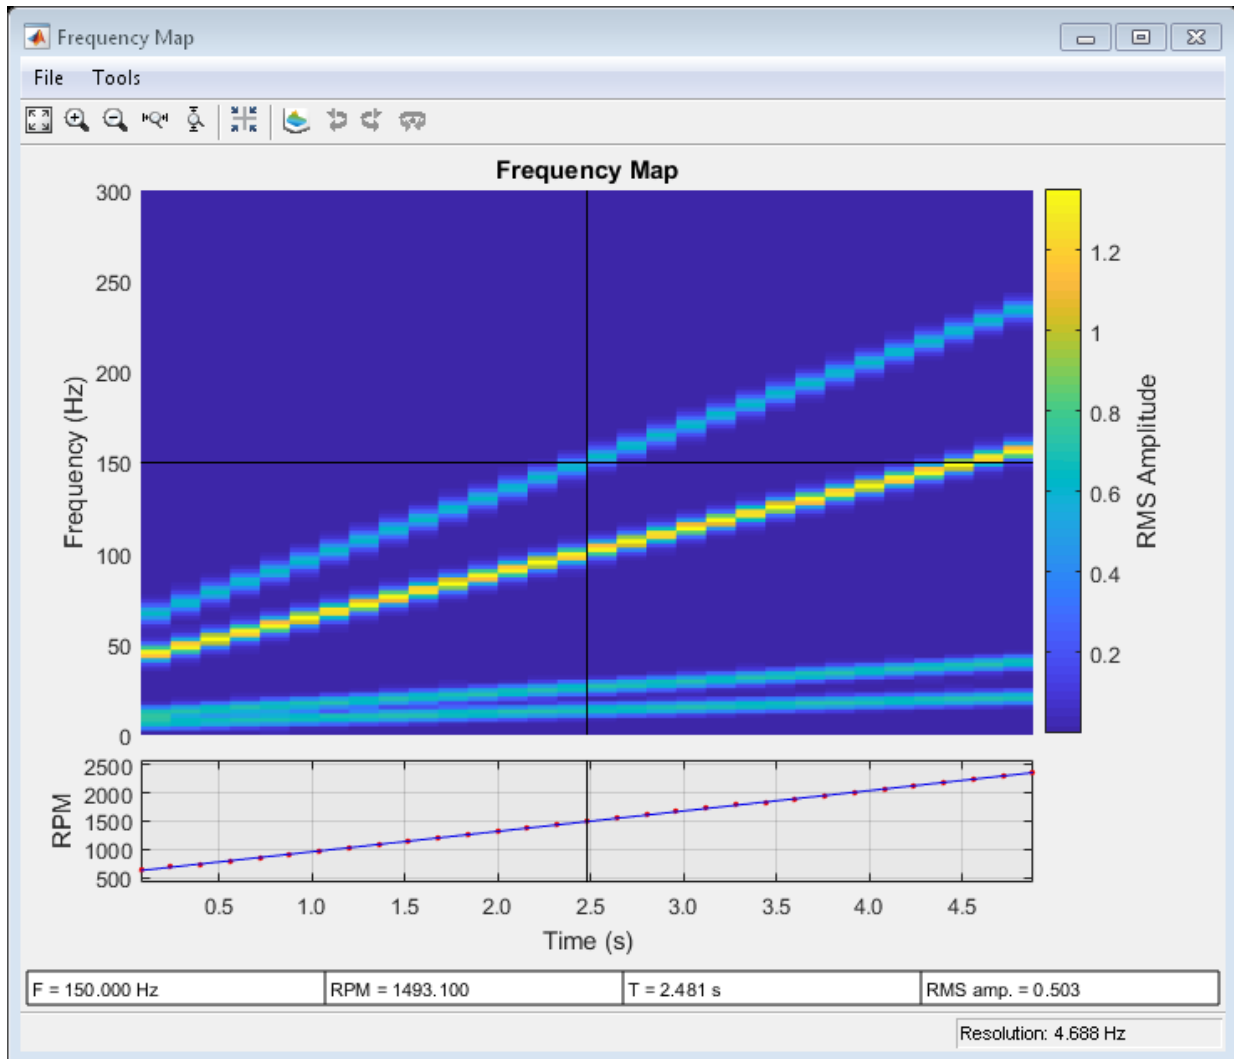 Frequency Map
File Tools
Frequency Map
300
250
200
150
100
50
0
Frequency (Hz)
1.2
1
0.8
0.6
0.4
0.2
RMS Amplitude
2500
2000
1500
1000
500
RPM
0.5 1.0 1.5 2.0 2.5 3.0 3.5 4.0 4.5
Time (s)
F = 150.000 Hz RPM = 1493.100 T = 2.481 s RMS amp. = 0.503
Resolution: 4.688 Hz